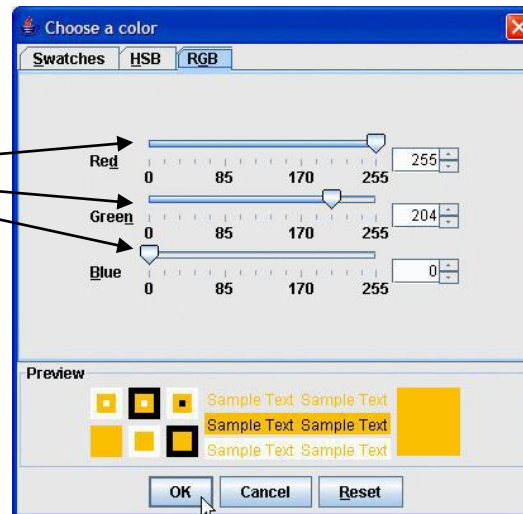 Choose a color
Swatches HSB RGB
Red 255
0 85 170 255
Green 204
0 85 170 255
Blue 0
0 85 170 255
Preview
Sample Text Sample Text
Sample Text Sample Text
Sample Text Sample Text
OK Cancel Reset